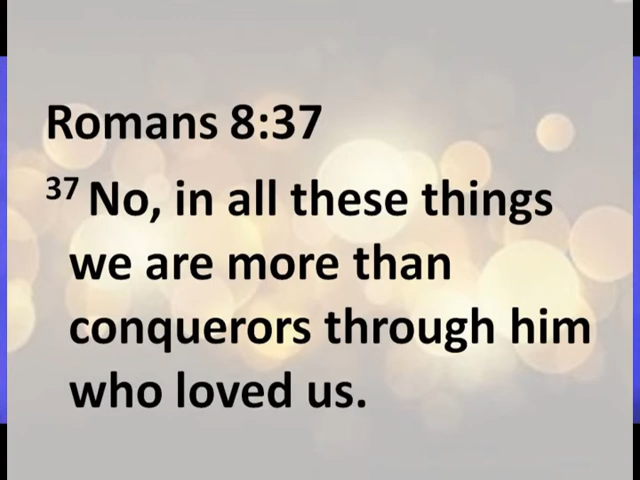 Romans 8:37
37 No, in all these things
we are more than
conquerors through him
who loved us.